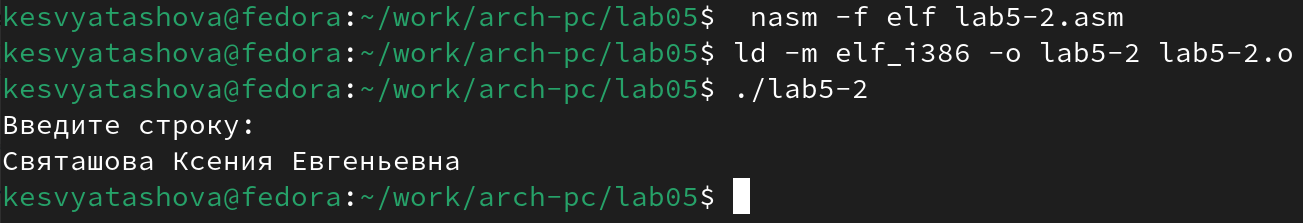 kesvyatashova@fedora:~/work/arch-pc/lab05$  nasm -f elf lab5-2.asm
kesvyatashova@fedora:~/work/arch-pc/lab05$ ld -m elf_i386 -o lab5-2 lab5-2.o
kesvyatashova@fedora:~/work/arch-pc/lab05$ ./lab5-2
Введите строку:
Святашова Ксения Евгеньевна
kesvyatashova@fedora:~/work/arch-pc/lab05$